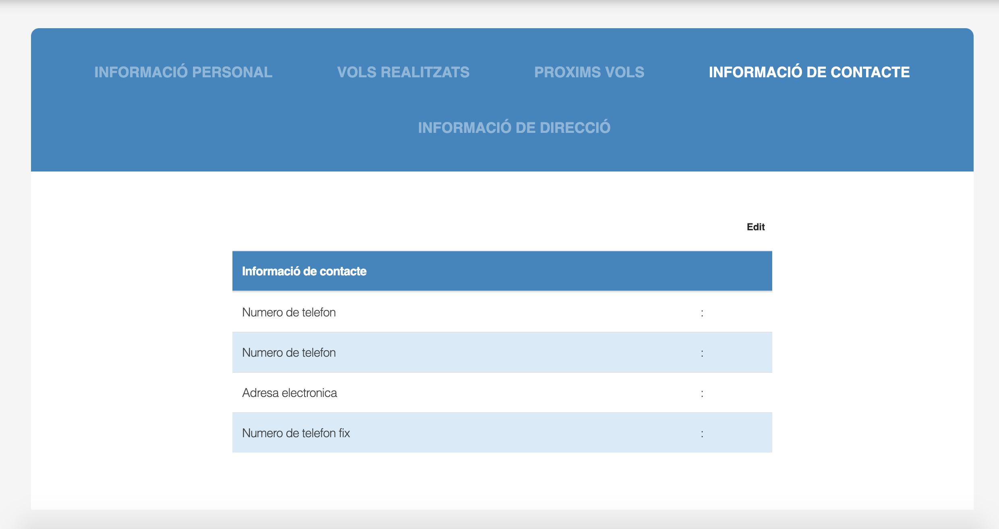 INFORMACIÓ PERSONAL VOLS REALITZATS PROXIMS VOLS INFORMACIÓ DE CONTACTE
INFORMACIÓ DE DIRECCIÓ
Edit
Informació de contacte
Numero de telefon :
Numero de telefon :
Adresa electronica :
Numero de telefon fix :